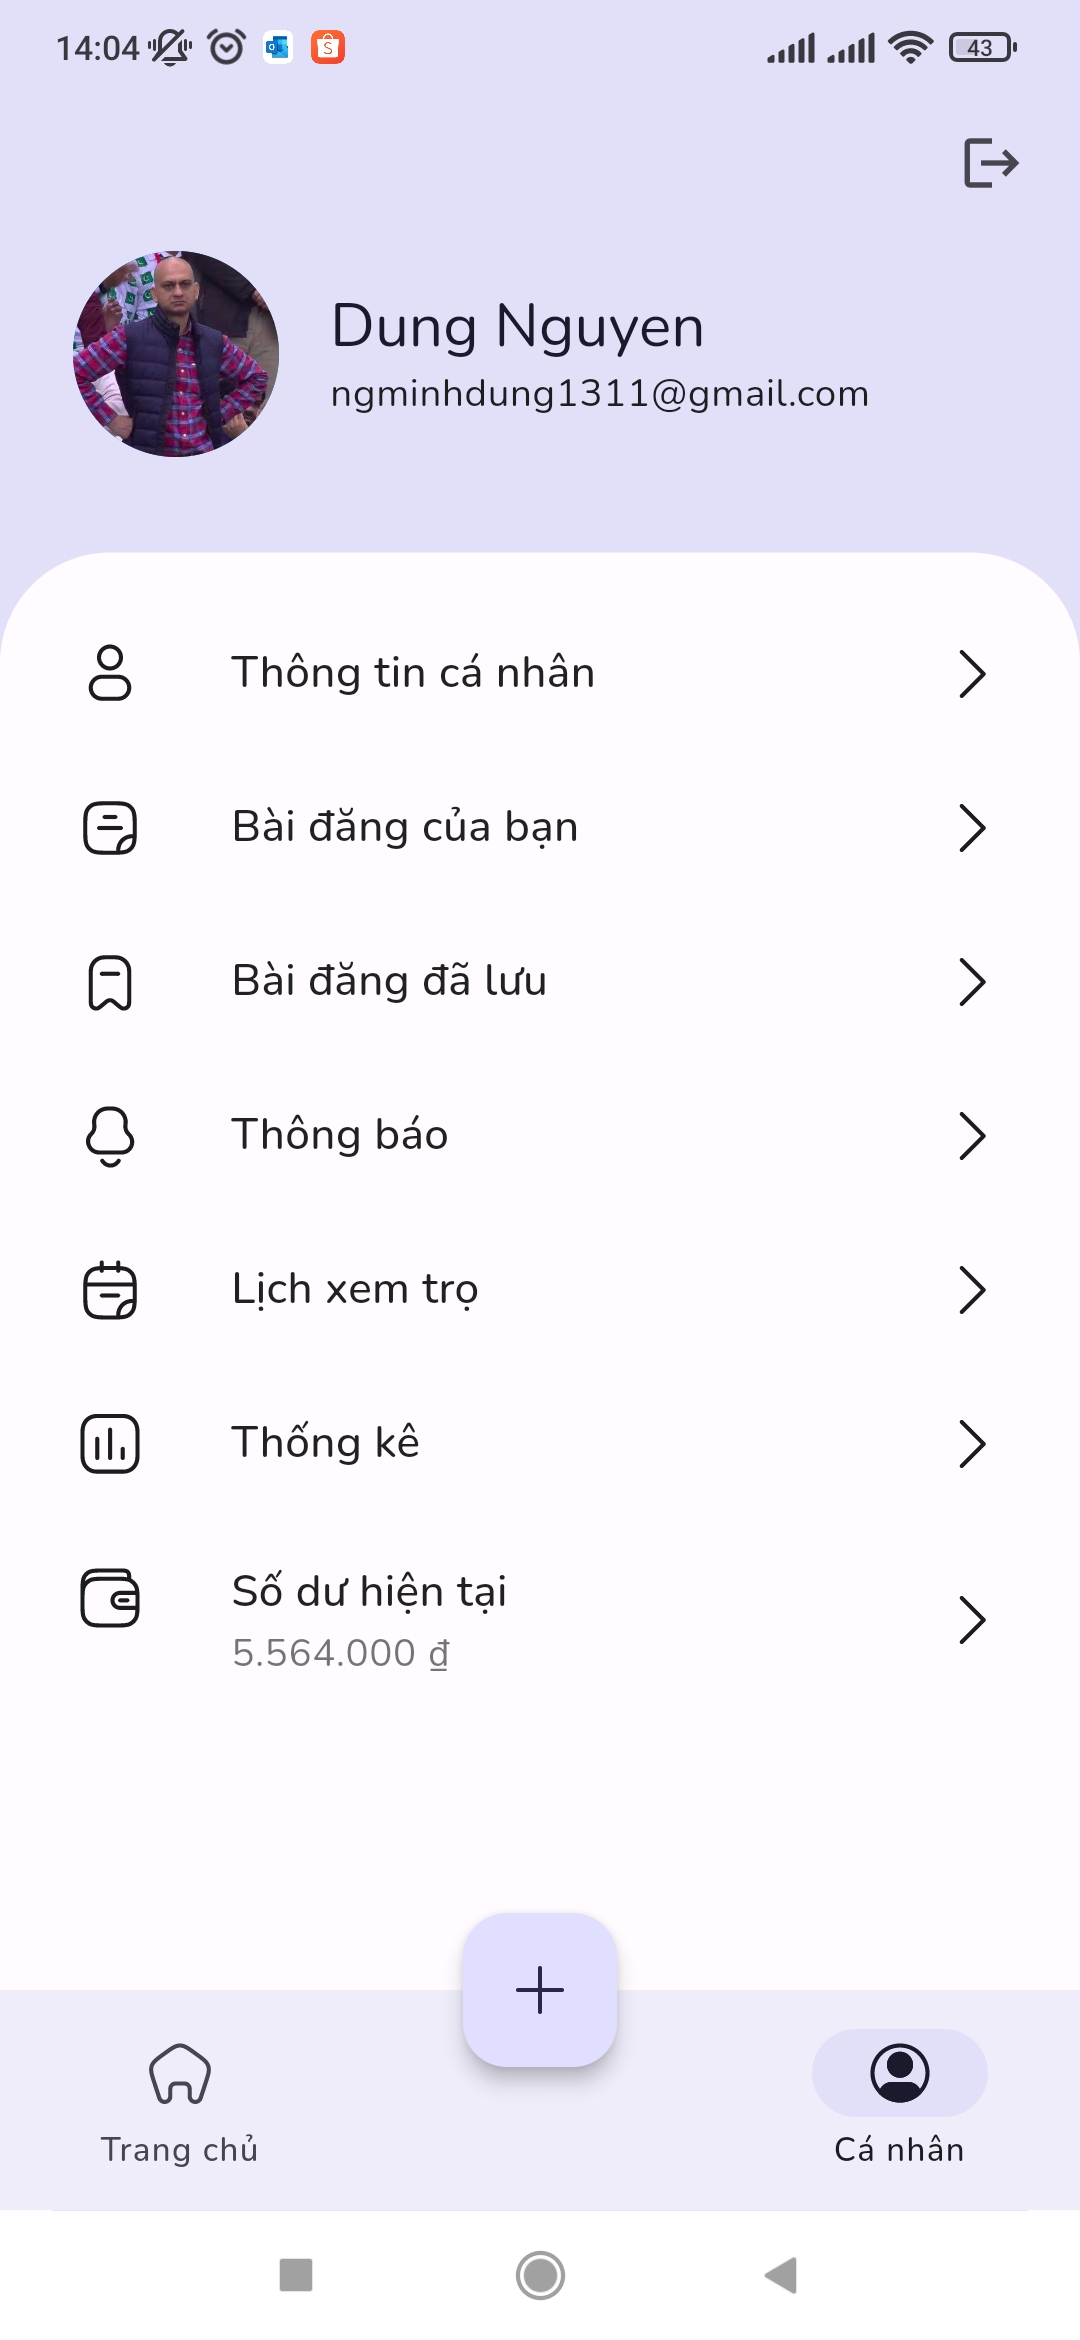 14:04
43
Dung Nguyen
ngminhdung1311@gmail.com
Thông tin cá nhân
Bài đăng của bạn
Bài đăng đã lưu
Thông báo
Lịch xem trọ
Thống kê
Số dư hiện tại
5.564.000 ₫
Trang chủ
Cá nhân